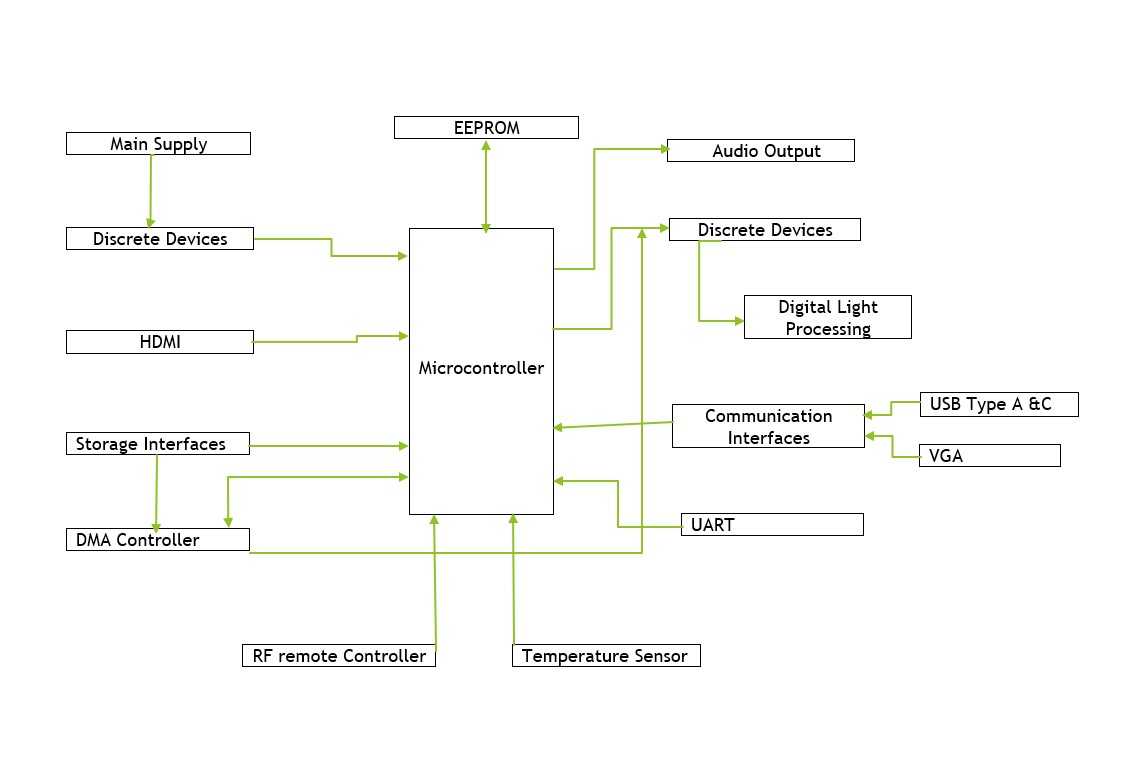 EEPROM
Main Supply
Audio Output
Discrete Devices
Discrete Devices
Digital Light
Processing
HDMI
Microcontroller
USB Type A &C
Communication
Interfaces
Storage Interfaces
VGA
UART
DMA Controller
RF remote Controller
Temperature Sensor